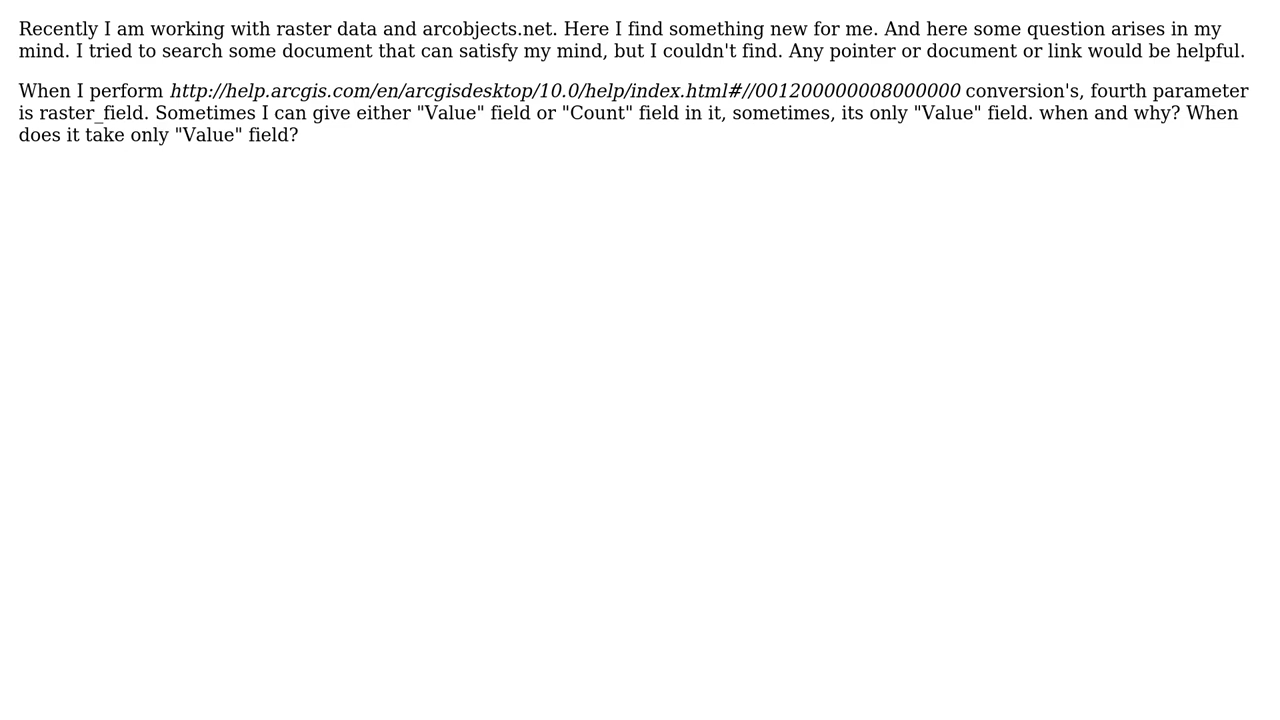 Recently I am working with raster data and arcobjects.net. Here I find something new for me. And here some question arises in my
mind. I tried to search some document that can satisfy my mind, but I couldn't find. Any pointer or document or link would be helpful.
When I perform http://help.arcgis.com/en/arcgisdesktop/10.0/help/index.html#//001200000008000000 conversion's, fourth parameter
is raster_field. Sometimes I can give either "Value" field or "Count" field in it, sometimes, its only "Value" field. when and why? When
does it take only "Value" field?